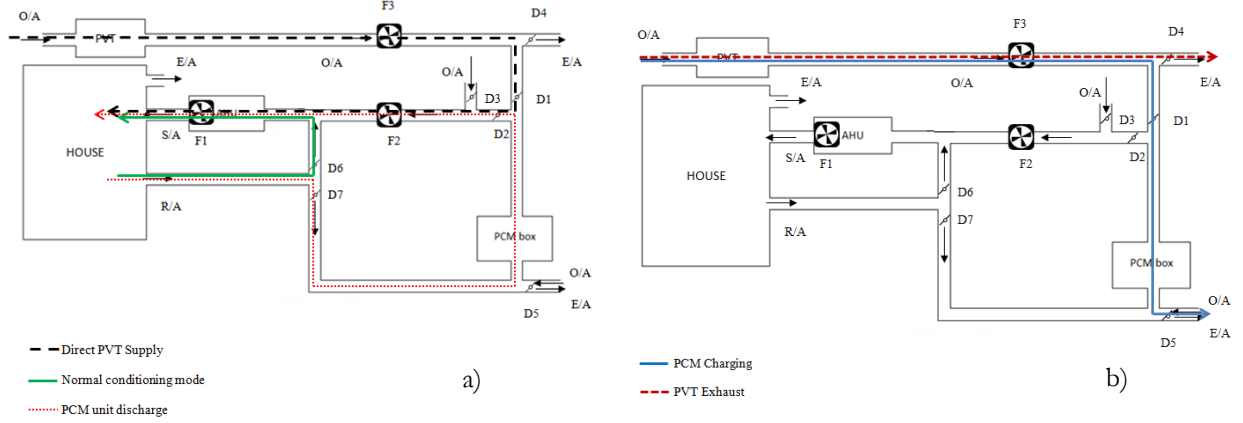 O/A
PVT
F3
D4
E/A
O/A
E/A
O/A
D3
D1
AHU
S/A
F1
F2
D2
HOUSE
D6
D7
R/A
PCM box
O/A
E/A
D5
Direct PVT Supply
Normal conditioning mode
PCM unit discharge
a)
O/A
PVT
F3
D4
E/A
E/A
O/A
O/A
D3
D1
AHU
S/A
F1
F2
D2
HOUSE
D6
D7
R/A
PCM box
O/A
E/A
D5
PCM Charging
PVT Exhaust
b)